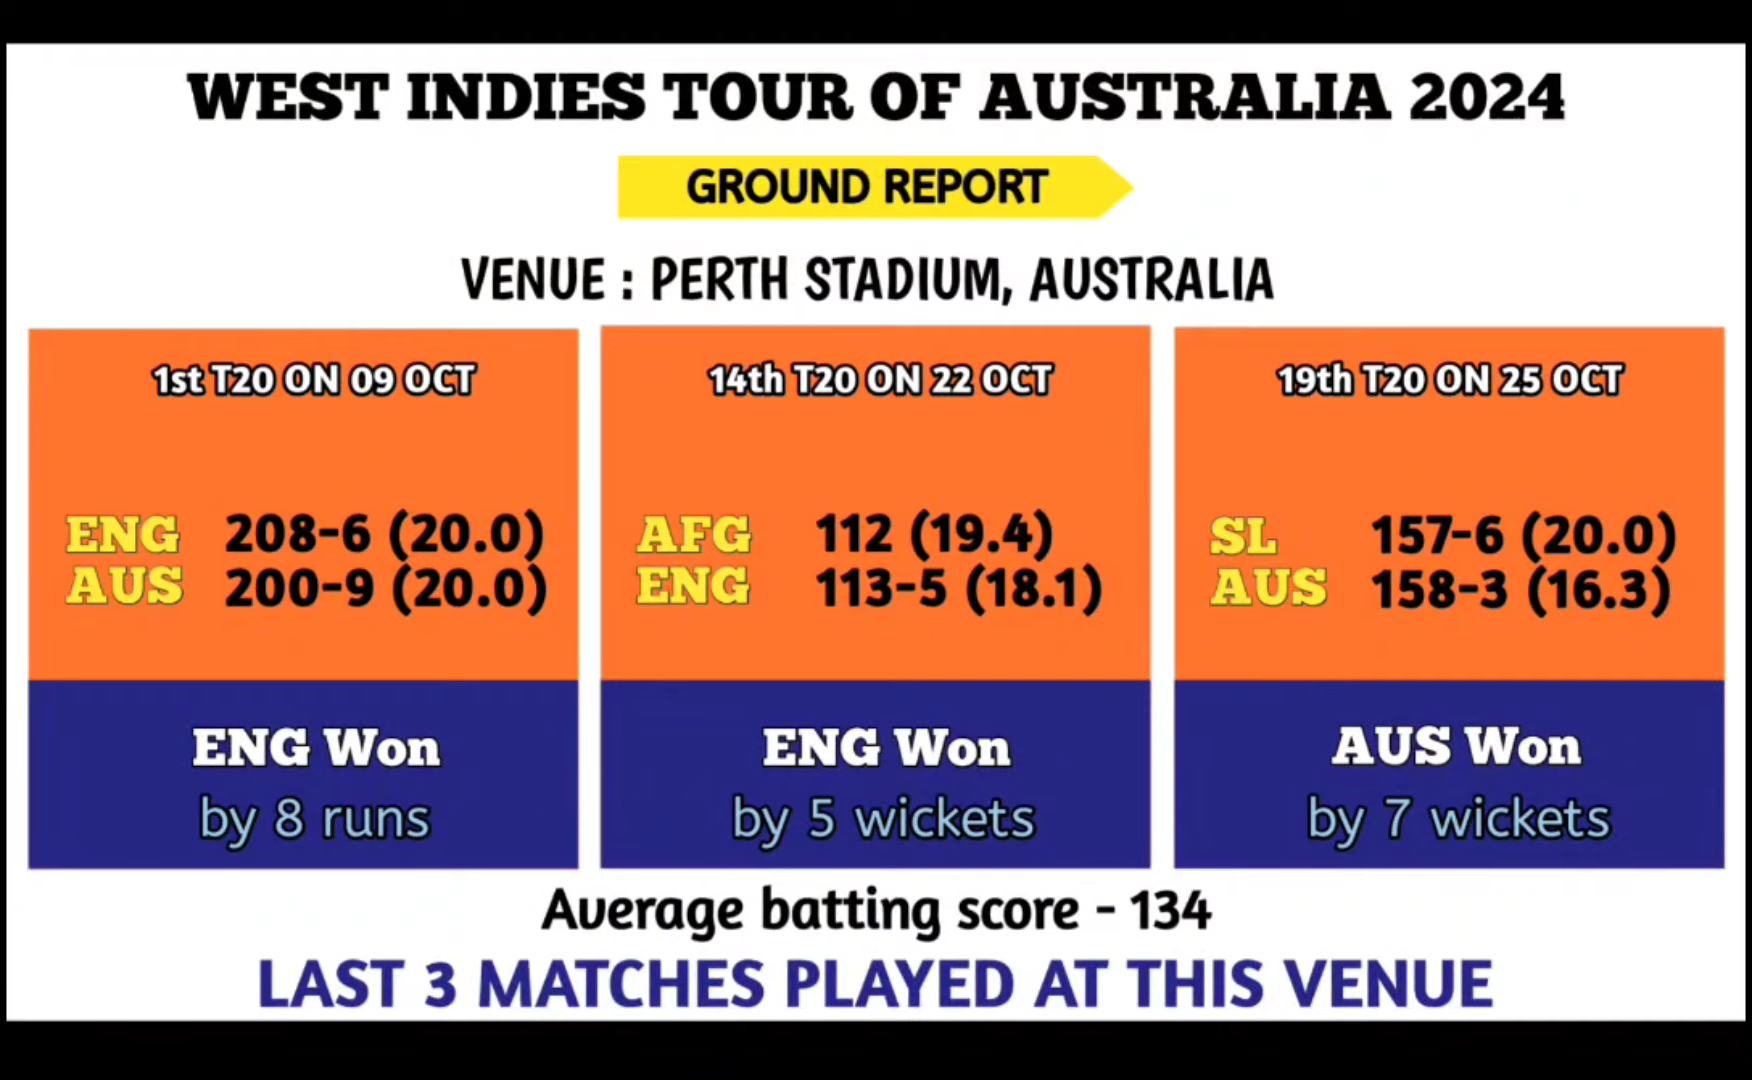 WEST INDIES TOUR OF AUSTRALIA 2024
GROUND REPORT
VENUE : PERTH STADIUM, AUSTRALIA
1st T20 ON 09 OCT
ENG 208-6 (20.0)
AUS 200-9 (20.0)
ENG Won
by 8 runs
14th T20 ON 22 OCT
AFG 112 (19.4)
ENG 113-5 (18.1)
ENG Won
by 5 wickets
19th T20 ON 25 OCT
SL 157-6 (20.0)
AUS 158-3 (16.3)
AUS Won
by 7 wickets
Average batting score - 134
LAST 3 MATCHES PLAYED AT THIS VENUE